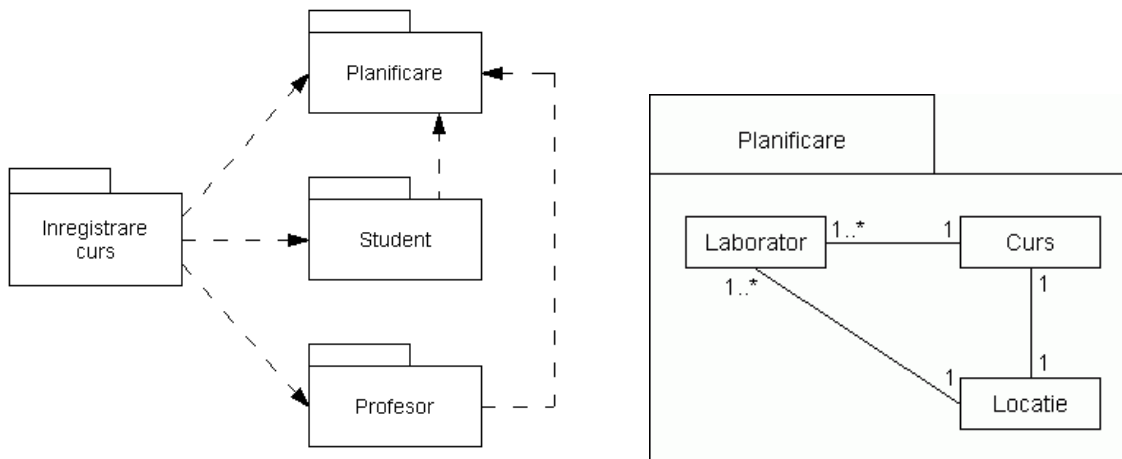 Planificare
Inregistrare
curs
Student
Profesor
Planificare
Laborator
1..*
1
Curs
1..*
1
1
1
Locatie